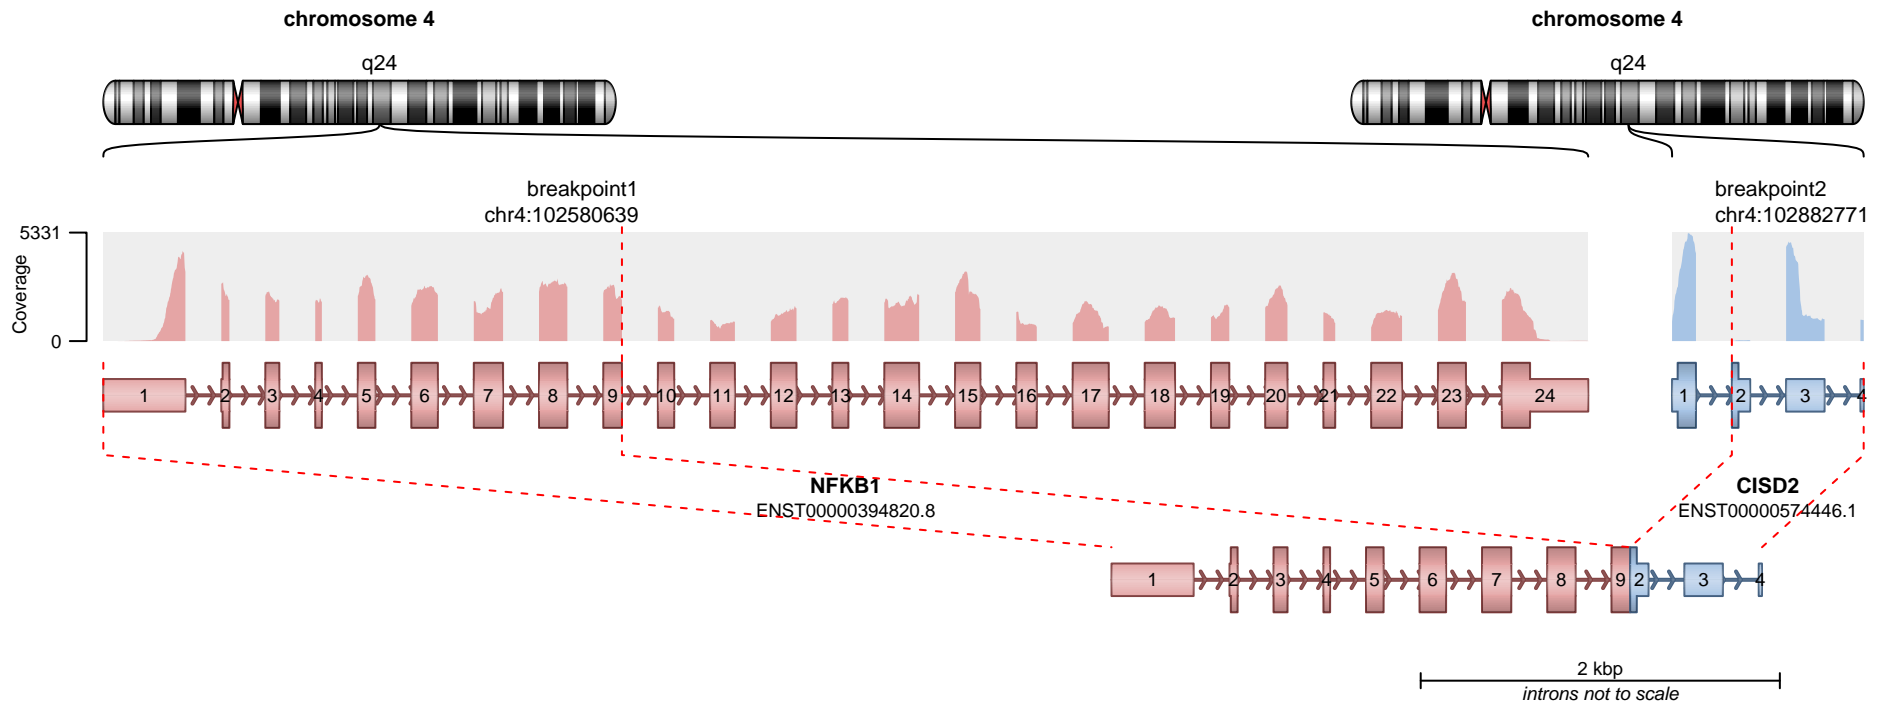 chromosome 4
chromosome 4
q24
q24
breakpoint1
chr4:102580639
breakpoint2
chr4:102882771
5331
Coverage
0
1 2 3 4 5 6 7 8 9 10 11 12 13 14 15 16 17 18 19 20 21 22 23 24
1 2 3 4
NFKB1
ENST00000394820.8
CISD2
ENST00000574446.1
1 2 3 4 5 6 7 8 9 2 3 4
2 kbp
introns not to scale